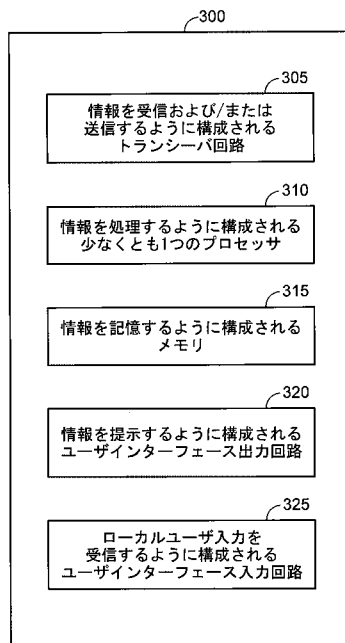 300
305
情報を受信および/または
送信するように構成される
トランシーバ回路
310
情報を処理するように構成される
少なくとも1つのプロセッサ
315
情報を記憶するように構成される
メモリ
320
情報を提示するように構成される
ユーザインターフェース出力回路
325
ローカルユーザ入力を
受信するように構成される
ユーザインターフェース入力回路